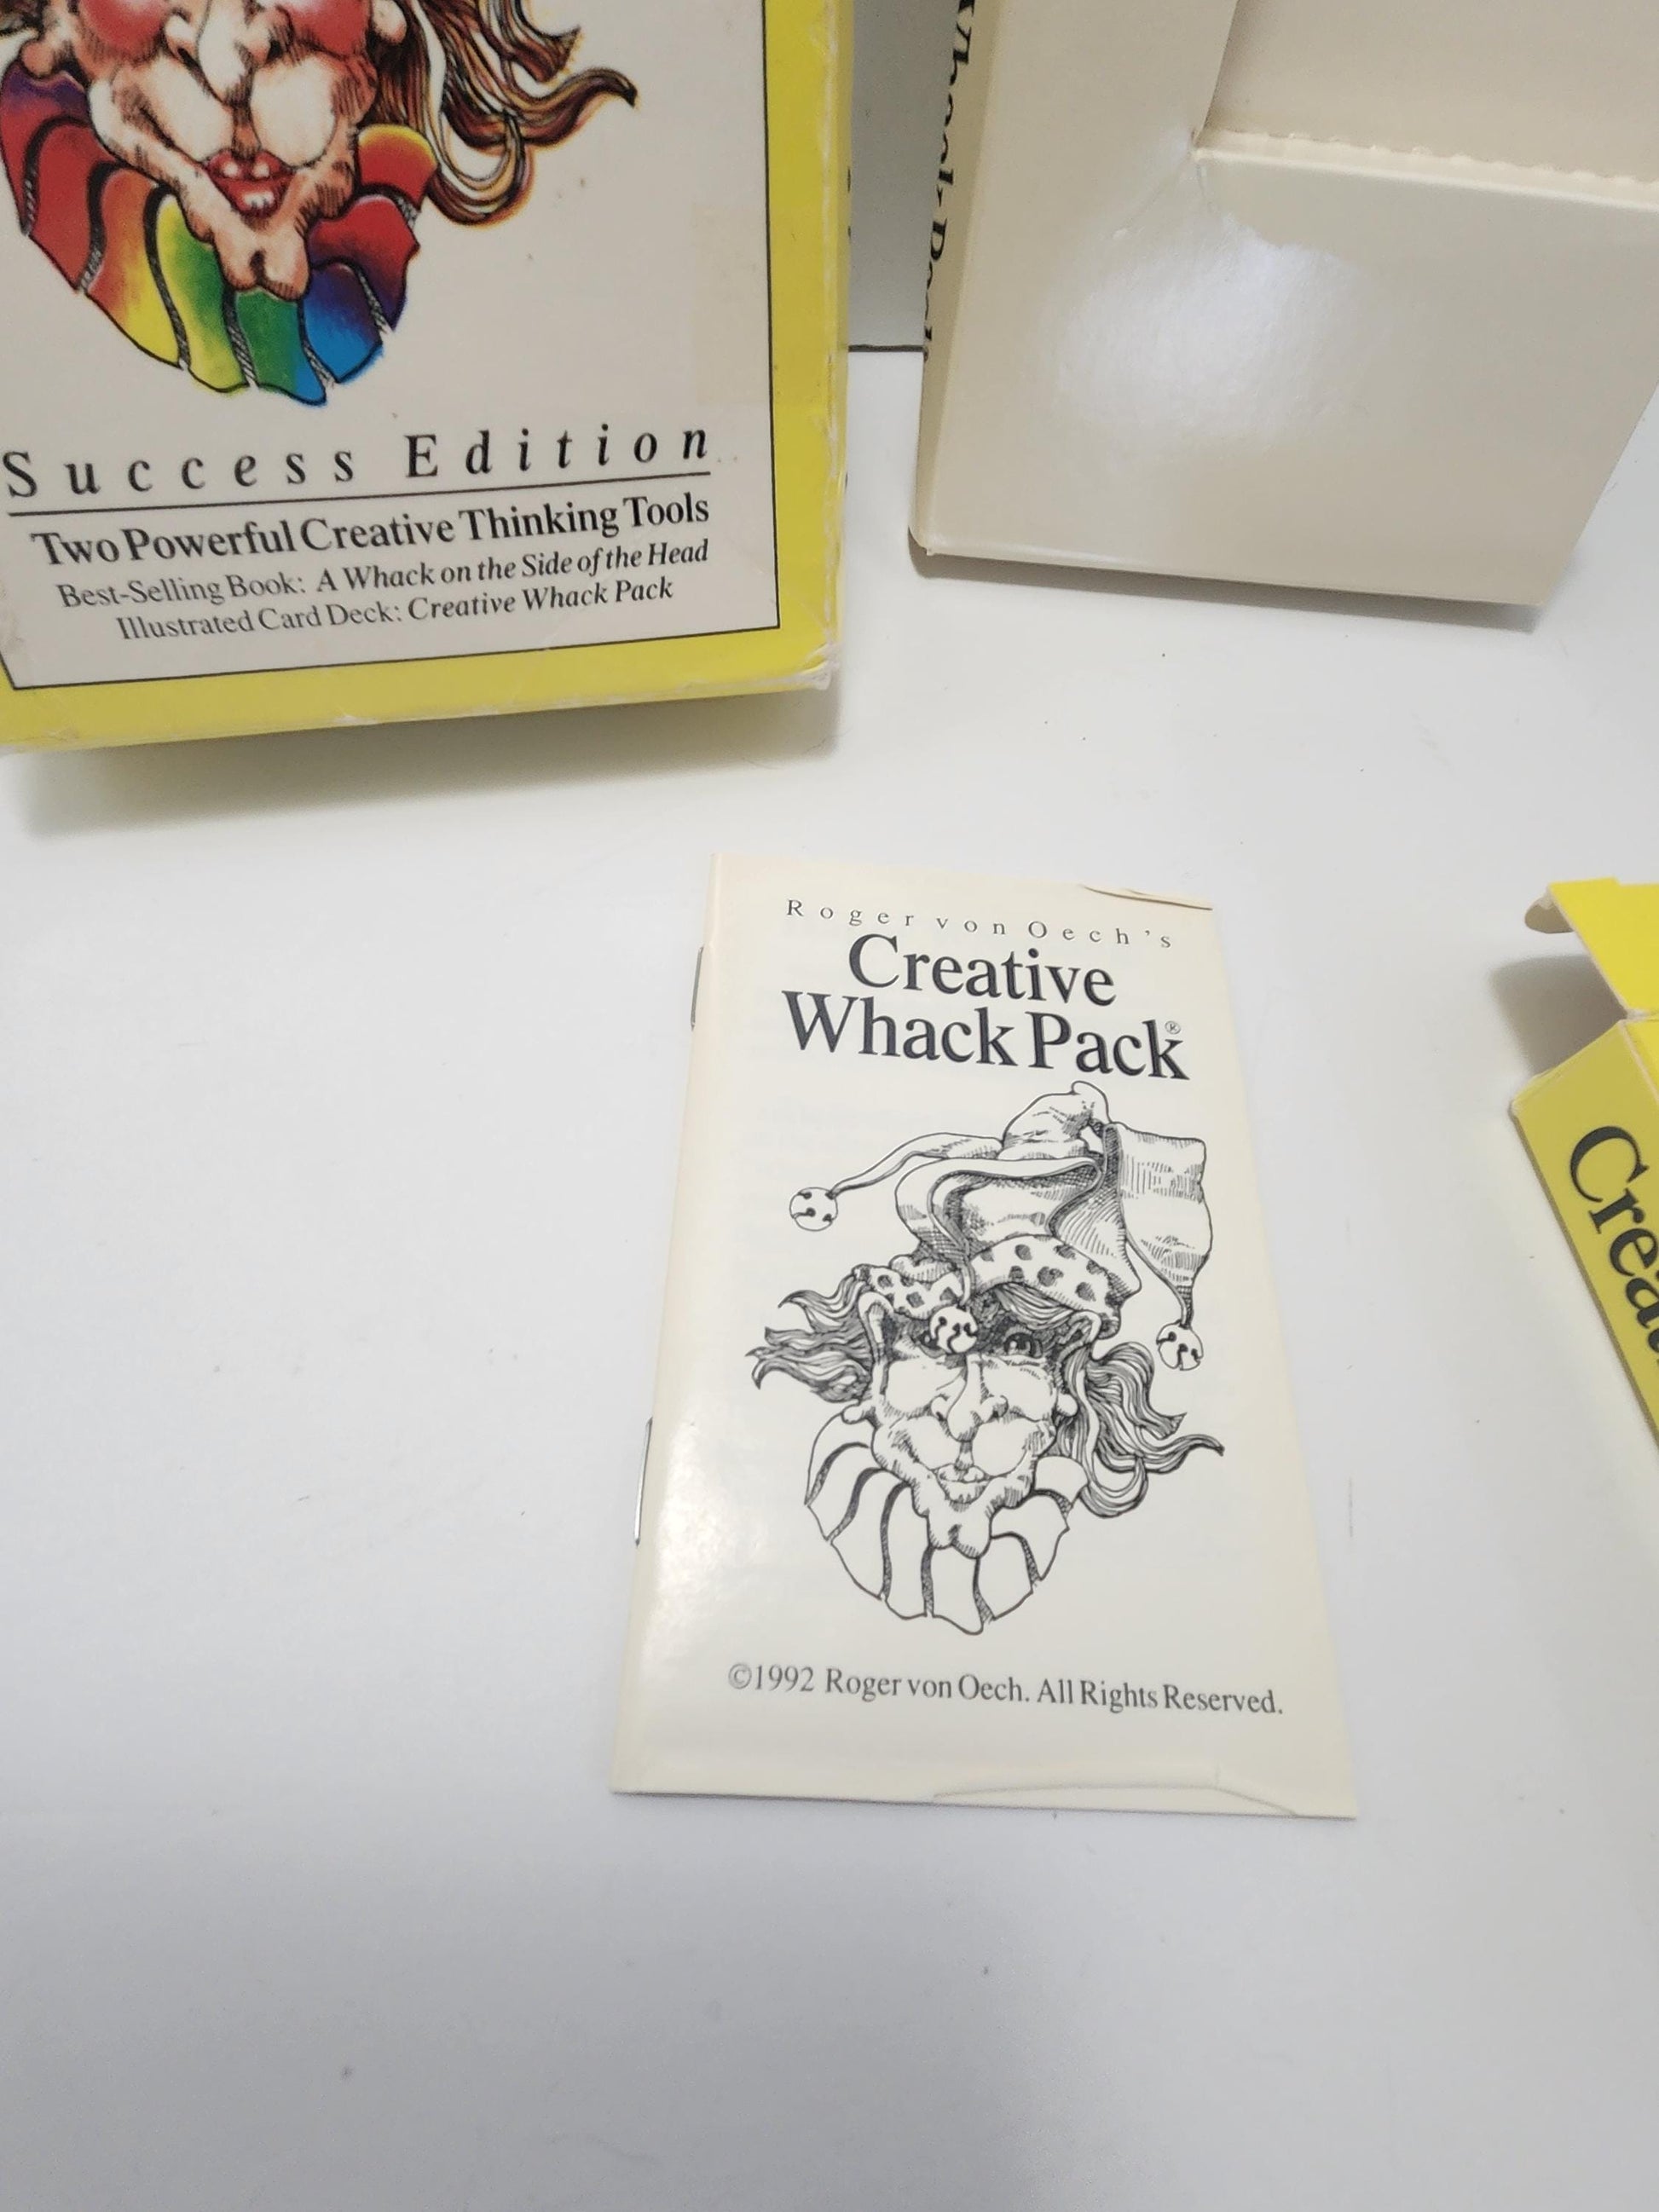 Success Edition
Two Powerful Creative Thinking Tools
Best-Selling Book: A Whack on the Side of the Head
Illustrated Card Deck: Creative Whack Pack
Roger von Oech's
Creative
Whack Pack®
©1992 Roger von Oech. All Rights Reserved.